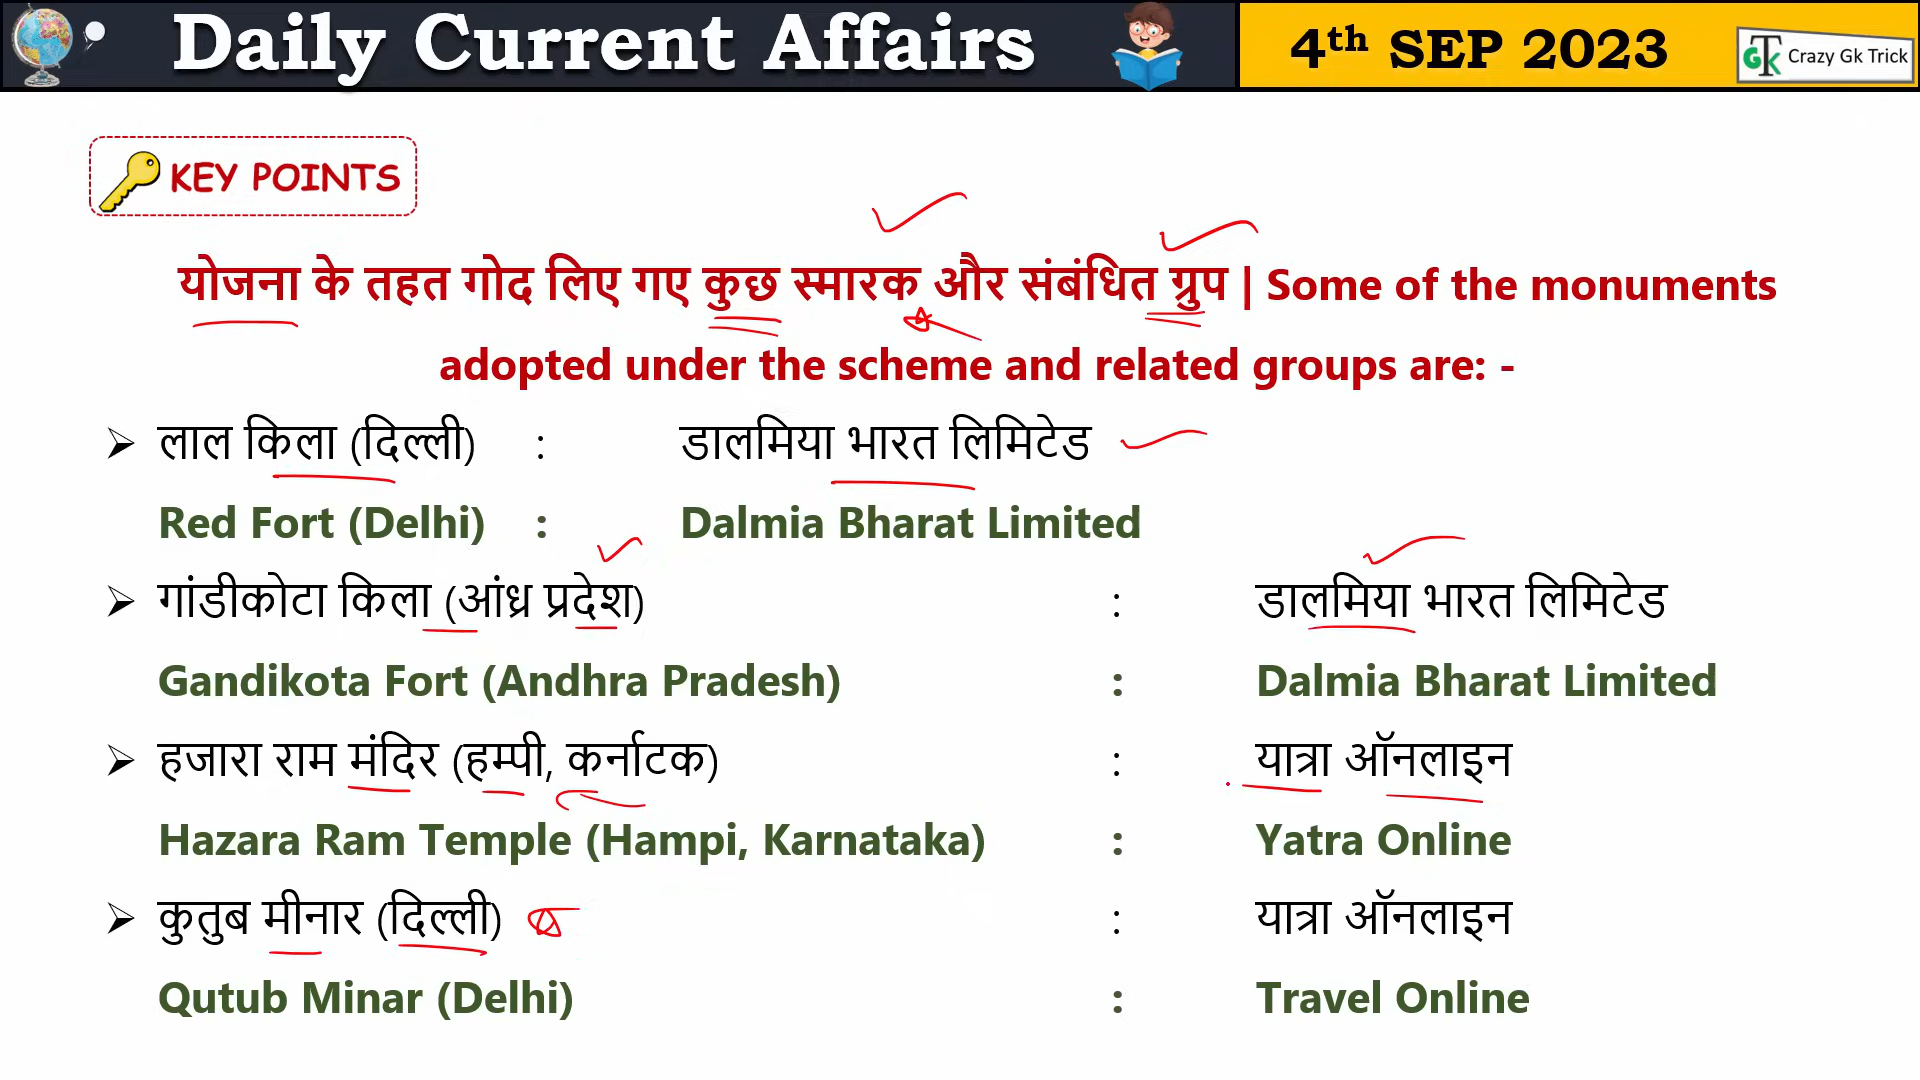 Daily Current Affairs
4th SEP 2023
GTK Crazy Gk Trick
KEY POINTS
योजना के तहत गोद लिए गए कुछ स्मारक और संबंधित ग्रुप | Some of the monuments
adopted under the scheme and related groups are: -
➢ लाल किला (दिल्ली) : डालमिया भारत लिमिटेड
Red Fort (Delhi) : Dalmia Bharat Limited
➢ गांडीकोटा किला (आंध्र प्रदेश) : डालमिया भारत लिमिटेड
Gandikota Fort (Andhra Pradesh) : Dalmia Bharat Limited
➢ हजारा राम मंदिर (हम्पी, कर्नाटक) : यात्रा ऑनलाइन
Hazara Ram Temple (Hampi, Karnataka) : Yatra Online
➢ कुतुब मीनार (दिल्ली) : यात्रा ऑनलाइन
Qutub Minar (Delhi) : Travel Online